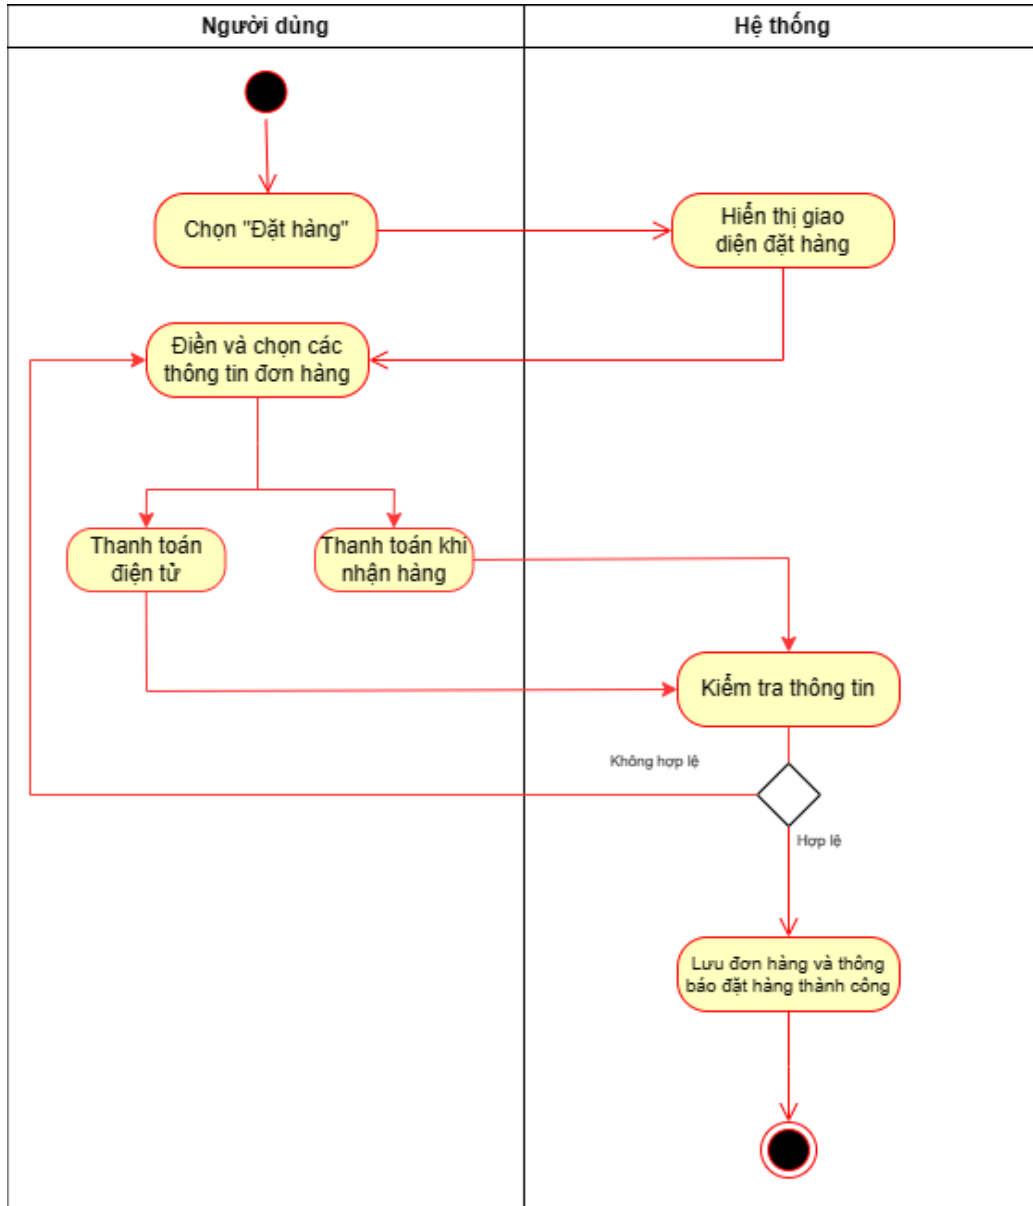 Người dùng
Hệ thống
Chọn "Đặt hàng"
Hiển thị giao
diện đặt hàng
Điền và chọn các
thông tin đơn hàng
Thanh toán
điện tử
Thanh toán khi
nhận hàng
Kiểm tra thông tin
Không hợp lệ
Hợp lệ
Lưu đơn hàng và thông
báo đặt hàng thành công